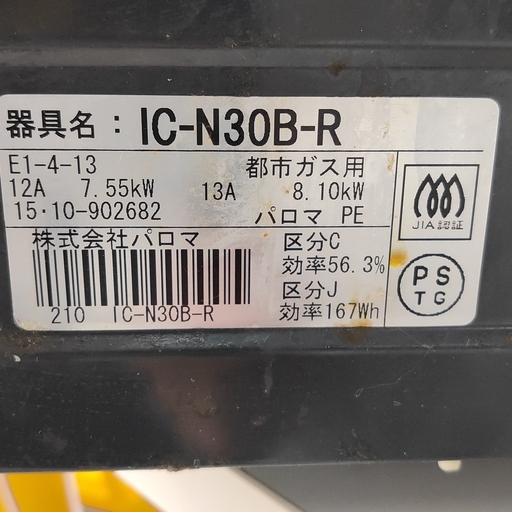 器具名：IC-N30B-R
E1-4-13 都市ガス用
12A 7.55kW 13A 8.10kW
15・10-902682 パロマ PE
JIA認証
株式会社パロマ
210 IC-N30B-R
区分C
効率56.3%
区分J
効率167Wh
PS
TG